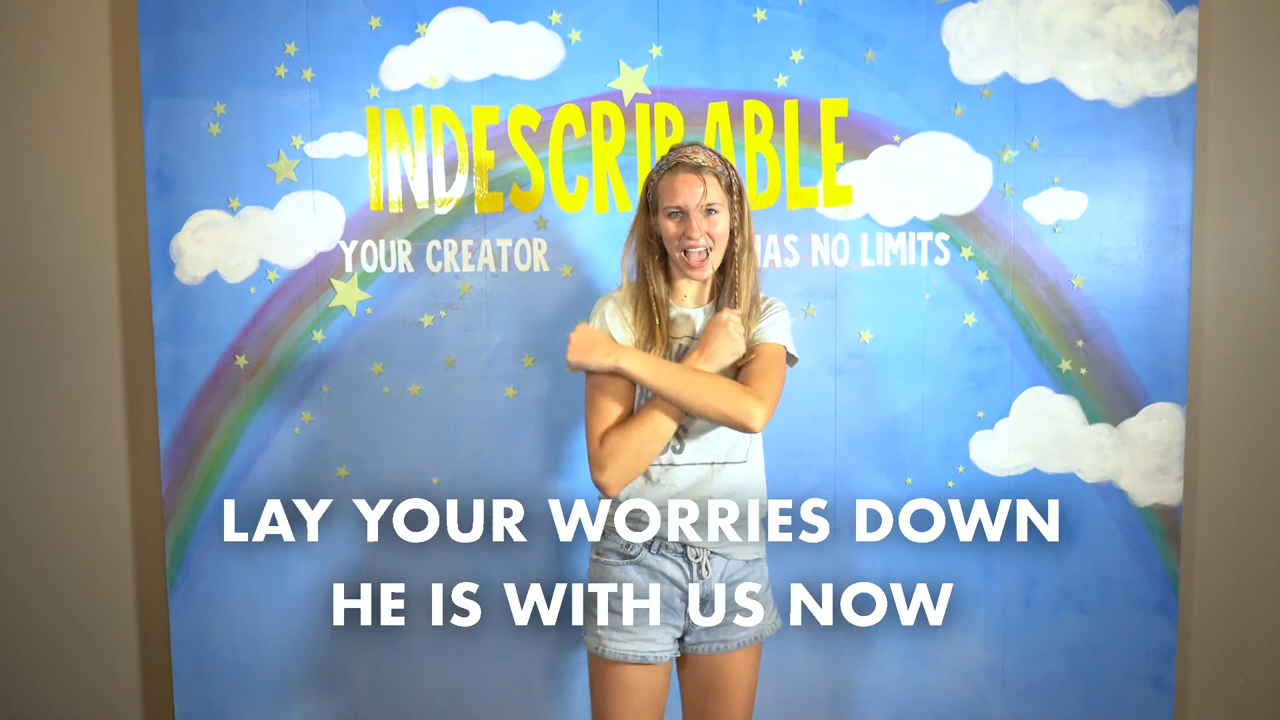 INDESCRIBABLE
YOUR CREATOR HAS NO LIMITS
LAY YOUR WORRIES DOWN
HE IS WITH US NOW